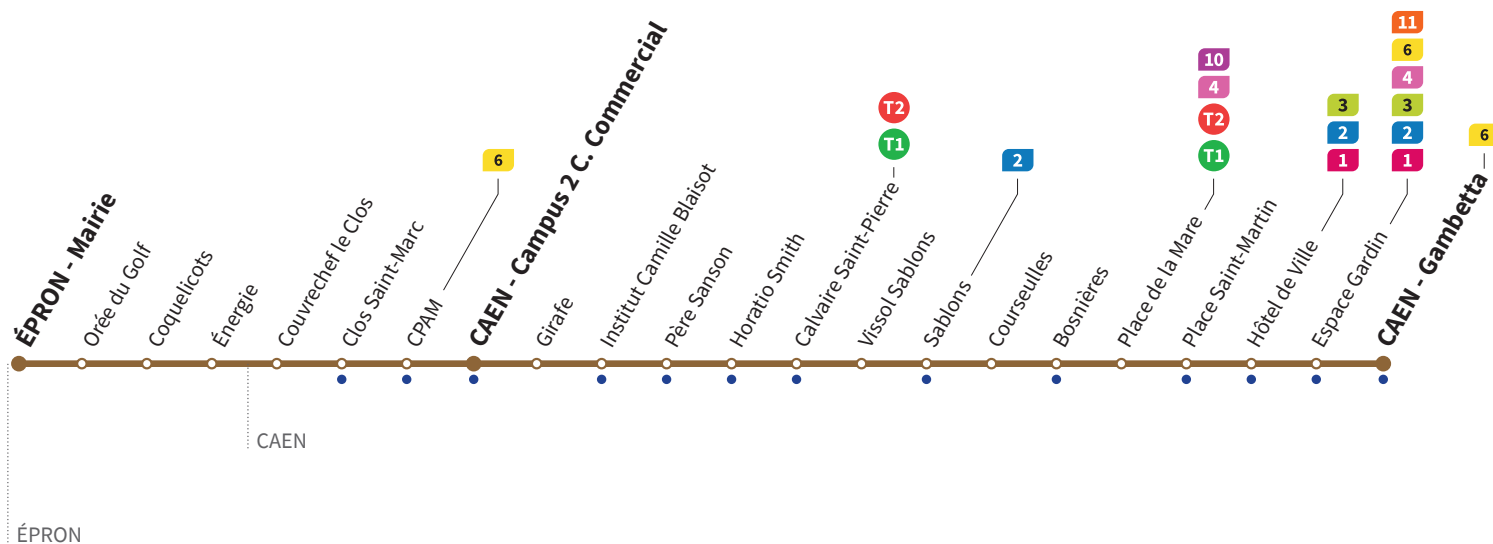 ÉPRON - Mairie
Orée du Golf
Coquelicots
Énergie
Couvrechef le Clos
Clos Saint-Marc
CPAM
6
CAEN - Campus 2 C. Commercial
Girafe
Institut Camille Blaisot
Père Sanson
Horatio Smith
Calvaire Saint-Pierre
T2
T1
Vissol Sablons
Sablons
2
Courseulles
Bosnières
Place de la Mare
10
4
T2
T1
Place Saint-Martin
Hôtel de Ville
3
2
1
Espace Gardin
11
6
4
3
2
1
CAEN - Gambetta
6
CAEN
ÉPRON